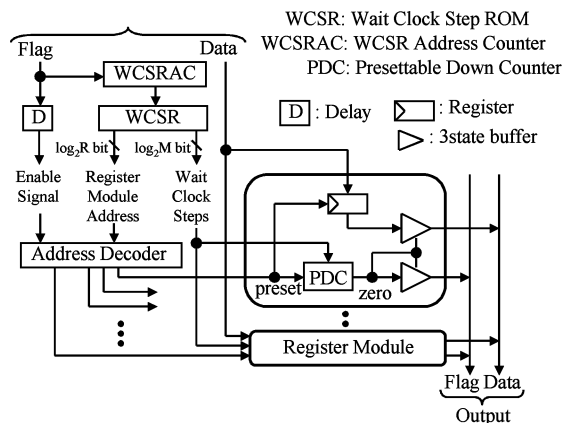 WCSR: Wait Clock Step ROM
WCSRAC: WCSR Address Counter
PDC: Presettable Down Counter
Flag
Data
WCSRAC
D
WCSR
D : Delay
: Register
: 3state buffer
log2R bit
log2M bit
Enable
Signal
Register
Module
Address
Wait
Clock
Steps
Address Decoder
preset
PDC
zero
Register Module
Flag Data
Output